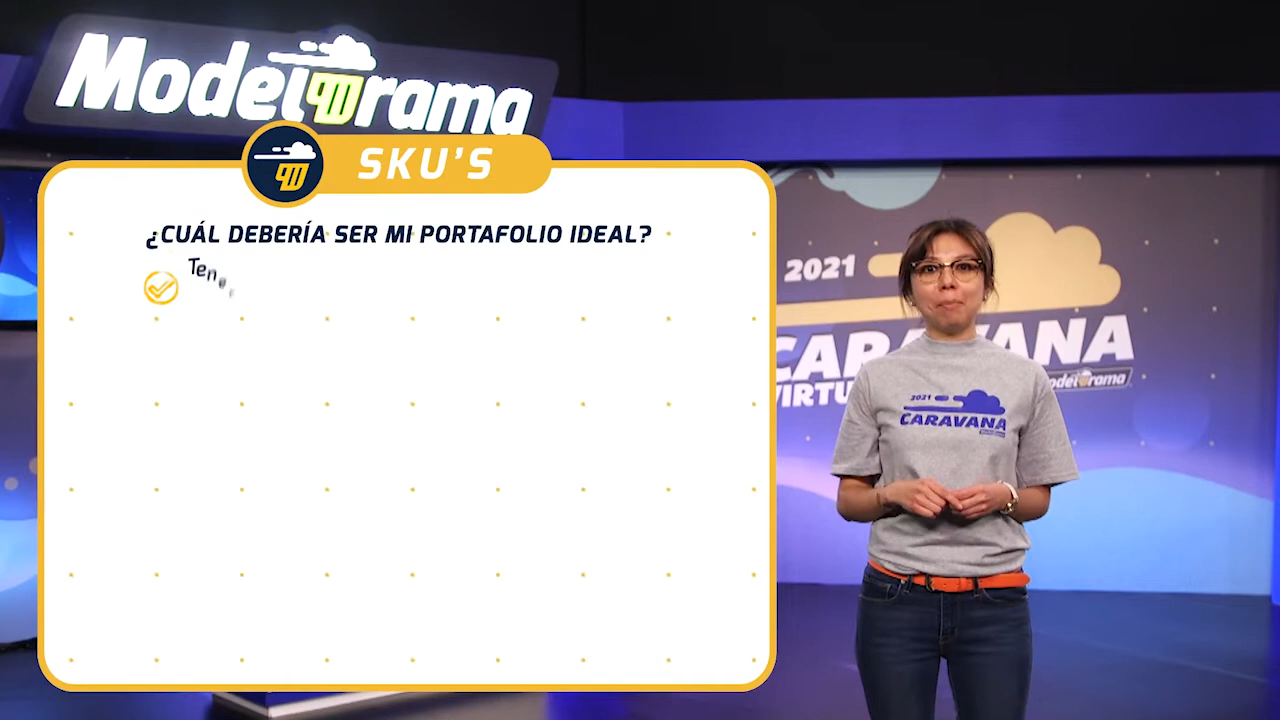 Modelorama
SKU'S
¿CUÁL DEBERÍA SER MI PORTAFOLIO IDEAL?
2021
CARAVANA
VIRTU
modelorama
2021
CARAVANA